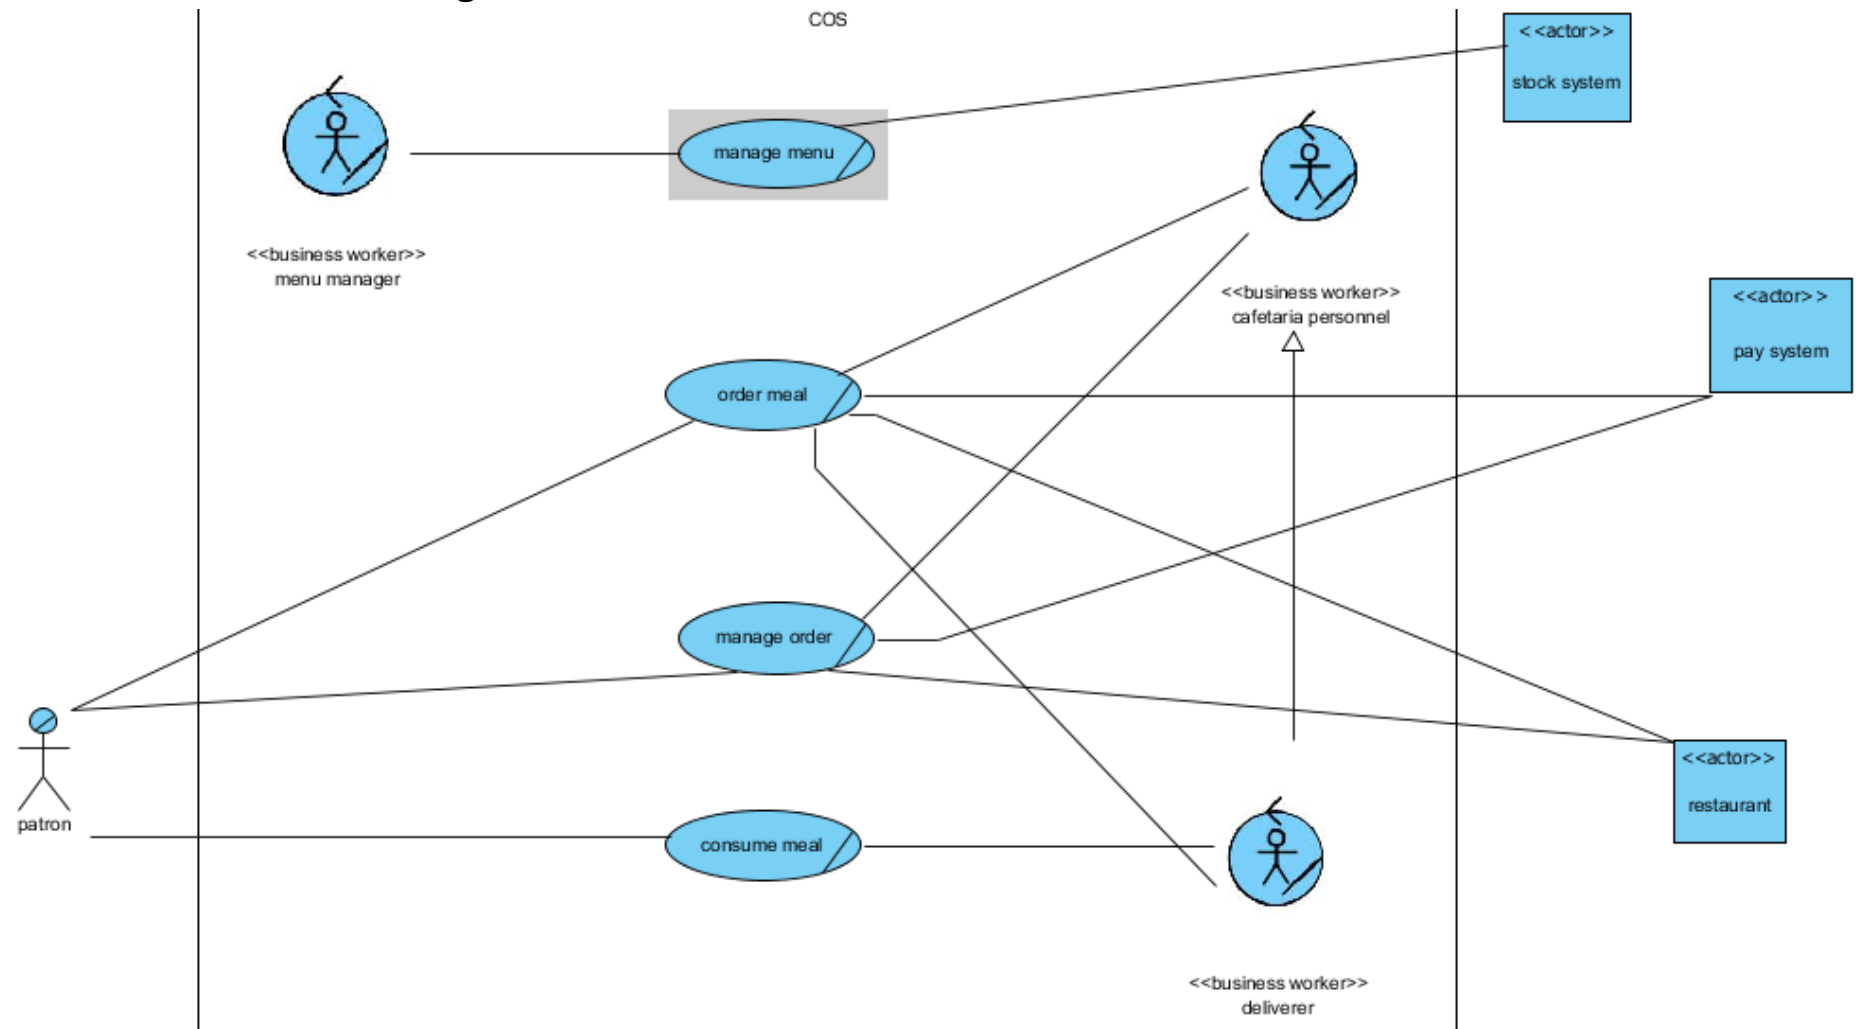 COS
<<actor>>
stock system
manage menu
<<business worker>>
menu manager
<<business worker>>
cafetaria personnel
<<actor>>
pay system
order meal
manage order
<<actor>>
restaurant
patron
consume meal
<<business worker>>
deliverer